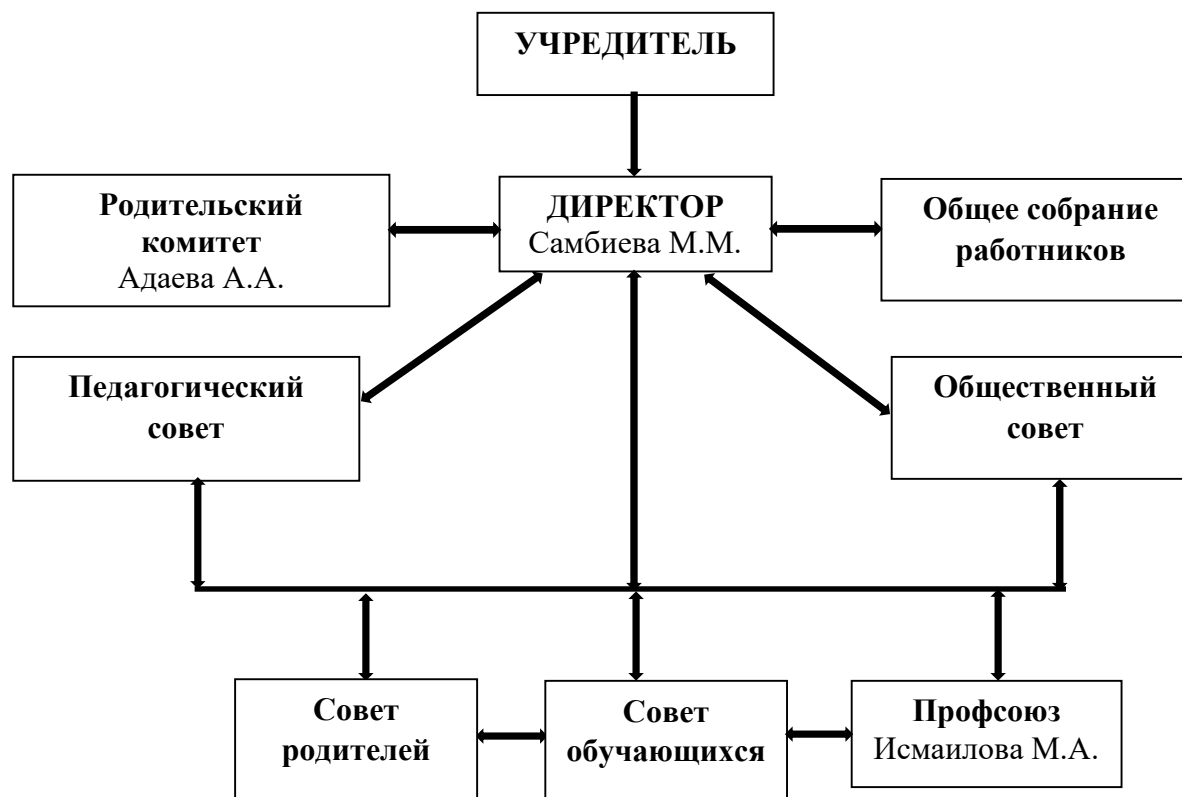 УЧРЕДИТЕЛЬ
Родительский
комитет
Адаева А.А.
ДИРЕКТОР
Самбиева М.М.
Общее собрание
работников
Педагогический
совет
Общественный
совет
Совет
родителей
Совет
обучающихся
Профсоюз
Исмаилова М.А.